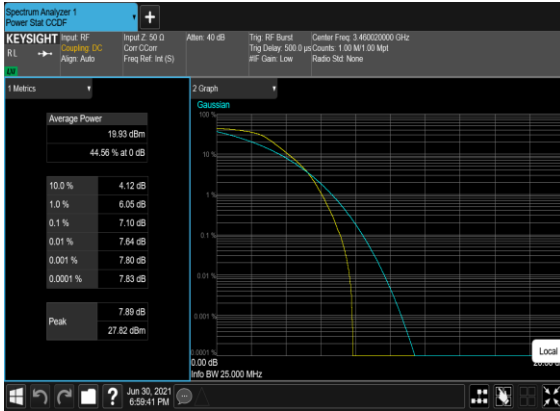 Spectrum Analyzer 1
Power Stat CCDF
+
KEYSIGHT
RL
Input: RF
Coupling: DC
Align: Auto
Input Z: 50 Ω
Corr CCorr
Freq Ref: Int (S)
Atten: 40 dB
Trig: RF Burst
Trig Delay: 500.0 µs
#IF Gain: Low
Center Freq: 3.460020000 GHz
Counts: 1.00 M/1.00 Mpt
Radio Std: None
1 Metrics
Average Power
19.93 dBm
44.56 % at 0 dB
10.0 % 4.12 dB
1.0 % 6.05 dB
0.1 % 7.10 dB
0.01 % 7.64 dB
0.001 % 7.80 dB
0.0001 % 7.83 dB
Peak
7.89 dB
27.82 dBm
2 Graph
Gaussian
100 %
10 %
1 %
0.1 %
0.01 %
0.001 %
0.0001 %
0.00 dB
Info BW 25.000 MHz
Local
?
Jun 30, 2021
6:59:41 PM